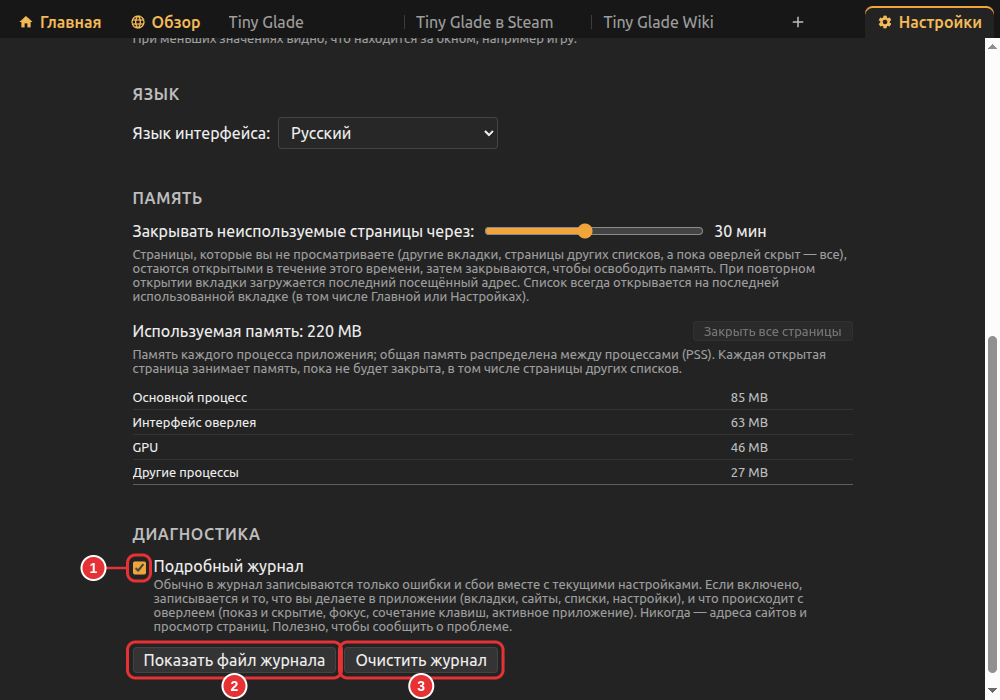 Главная
Обзор
Tiny Glade
Tiny Glade в Steam
Tiny Glade Wiki
+
Настройки
При меньших значениях видно, что находится за окном, например игру.
ЯЗЫК
Язык интерфейса: Русский
ПАМЯТЬ
Закрывать неиспользуемые страницы через: 30 мин
Страницы, которые вы не просматриваете (другие вкладки, страницы других списков, а пока оверлей скрыт — все),
остаются открытыми в течение этого времени, затем закрываются, чтобы освободить память. При повторном
открытии вкладки загружается последний посещённый адрес. Список всегда открывается на последней
использованной вкладке (в том числе Главной или Настройках).
Используемая память: 220 MB
Закрыть все страницы
Память каждого процесса приложения; общая память распределена между процессами (PSS). Каждая открытая
страница занимает память, пока не будет закрыта, в том числе страницы других списков.
Основной процесс 85 MB
Интерфейс оверлея 63 MB
GPU 46 MB
Другие процессы 27 MB
ДИАГНОСТИКА
1 Подробный журнал
Обычно в журнал записываются только ошибки и сбои вместе с текущими настройками. Если включено,
записывается и то, что вы делаете в приложении (вкладки, сайты, списки, настройки), и что происходит с
оверлеем (показ и скрытие, фокус, сочетание клавиш, активное приложение). Никогда — адреса сайтов и
просмотр страниц. Полезно, чтобы сообщить о проблеме.
Показать файл журнала
Очистить журнал
2
3